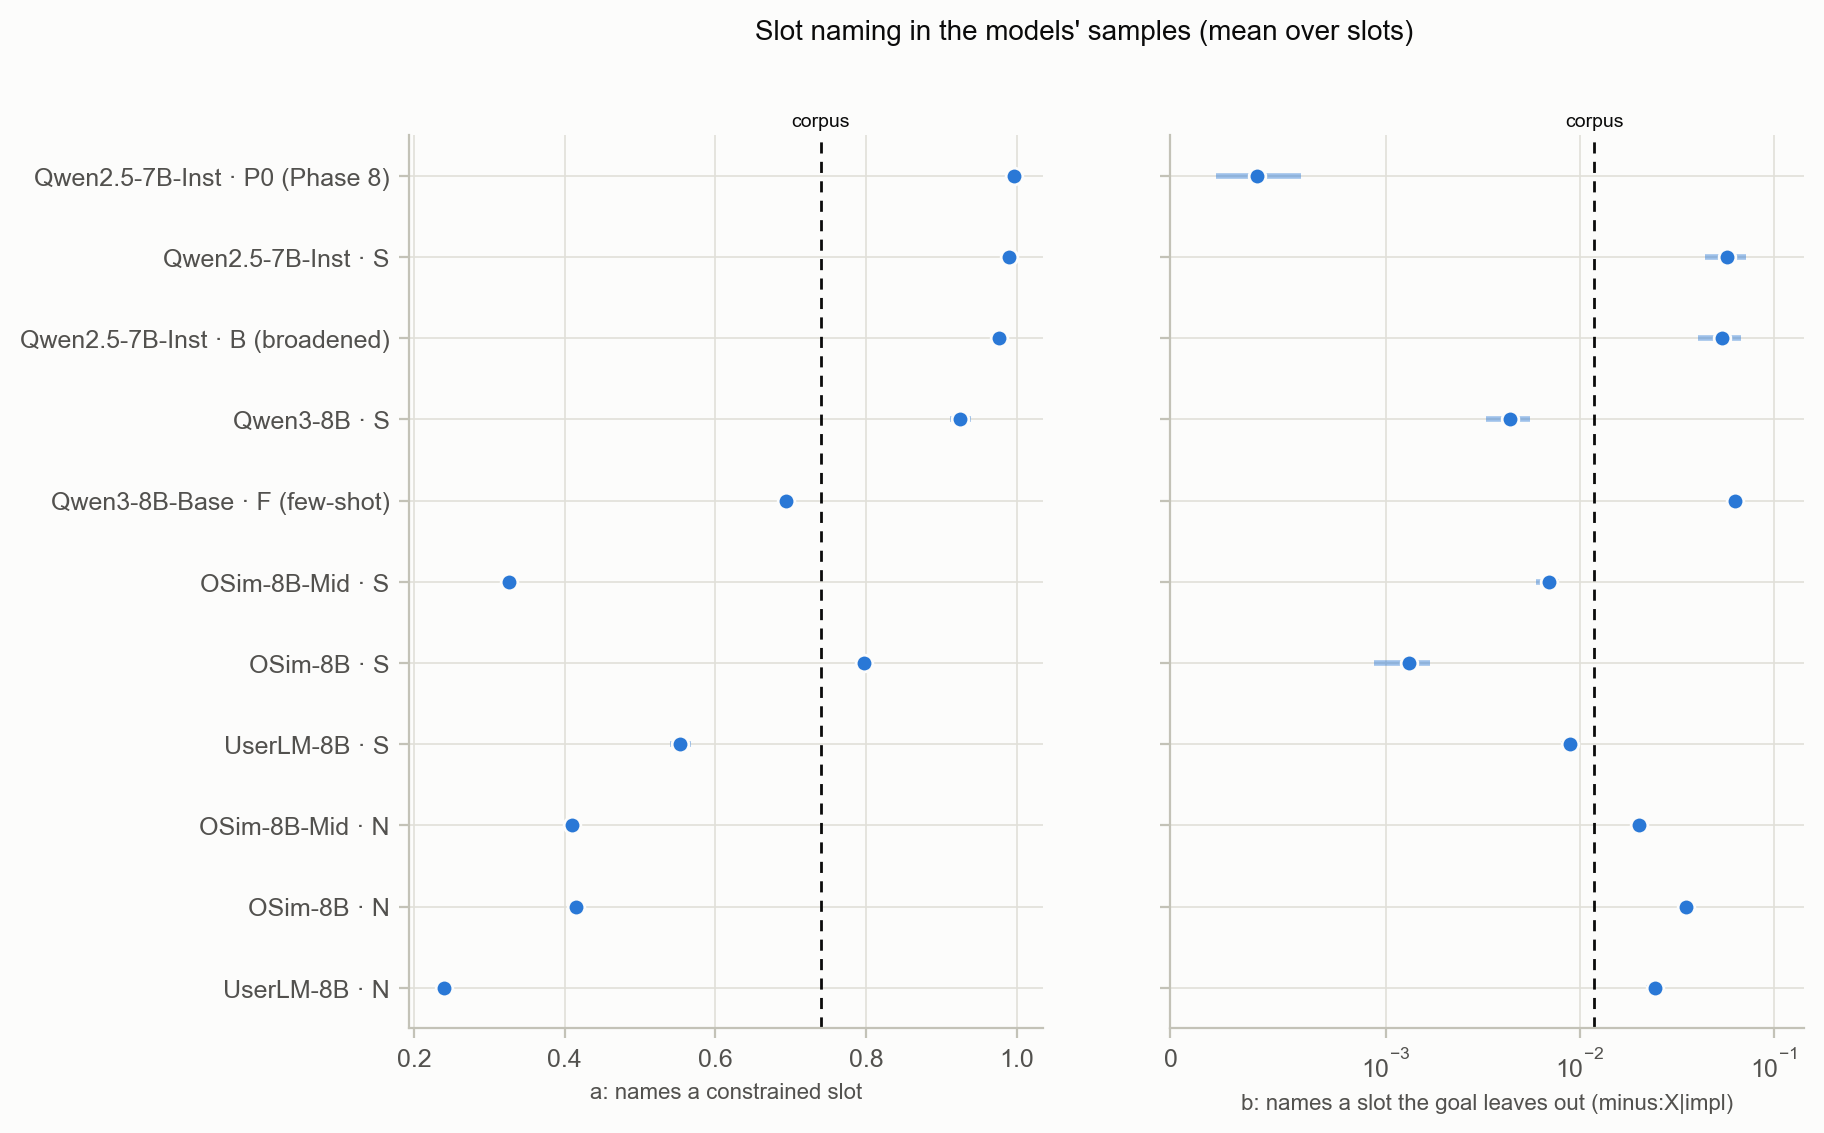 Slot naming in the models' samples (mean over slots)
corpus
corpus
Qwen2.5-7B-Inst · P0 (Phase 8)
Qwen2.5-7B-Inst · S
Qwen2.5-7B-Inst · B (broadened)
Qwen3-8B · S
Qwen3-8B-Base · F (few-shot)
OSim-8B-Mid · S
OSim-8B · S
UserLM-8B · S
OSim-8B-Mid · N
OSim-8B · N
UserLM-8B · N
0.2 0.4 0.6 0.8 1.0
a: names a constrained slot
0 10⁻³ 10⁻² 10⁻¹
b: names a slot the goal leaves out (minus:X|impl)